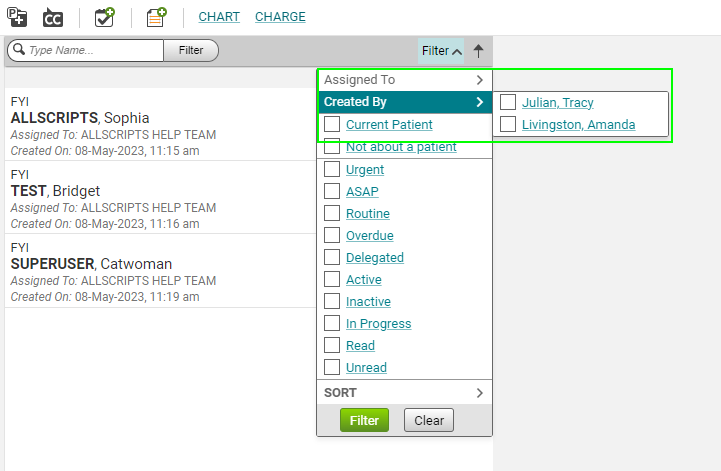 P CC CHART CHARGE
Type Name... Filter Filter
FYI
ALLSCRIPTS, Sophia
Assigned To: ALLSCRIPTS HELP TEAM
Created On: 08-May-2023, 11:15 am
FYI
TEST, Bridget
Assigned To: ALLSCRIPTS HELP TEAM
Created On: 08-May-2023, 11:16 am
FYI
SUPERUSER, Catwoman
Assigned To: ALLSCRIPTS HELP TEAM
Created On: 08-May-2023, 11:19 am
Assigned To
Created By
Current Patient
Not about a patient
Urgent
ASAP
Routine
Overdue
Delegated
Active
Inactive
In Progress
Read
Unread
SORT
Filter Clear
Julian, Tracy
Livingston, Amanda